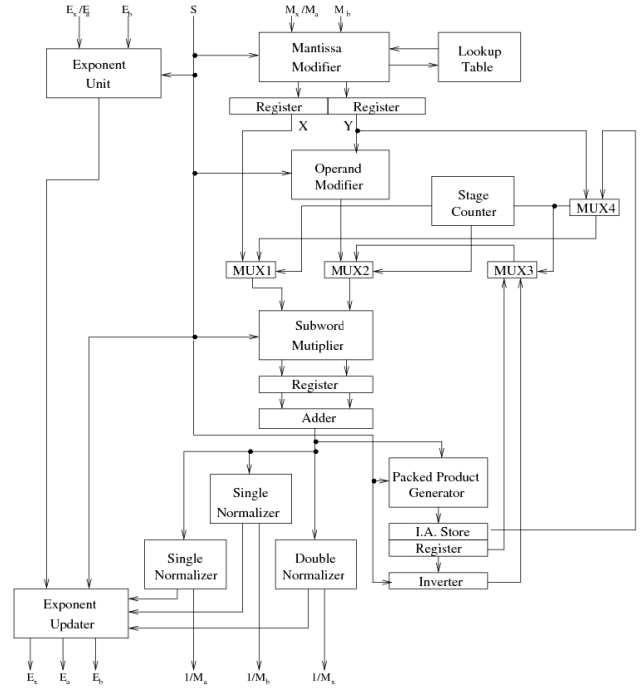 E_x/E_a E_b S M_x/M_a M_b
Exponent
Unit
Mantissa
Modifier
Lookup
Table
Register Register
X Y
Operand
Modifier
Stage
Counter
MUX4
MUX1 MUX2 MUX3
Subword
Mutiplier
Register
Adder
Packed Product
Generator
Single
Normalizer
I.A. Store
Register
Single
Normalizer
Double
Normalizer
Inverter
Exponent
Updater
E_x E_a E_b 1/M_a 1/M_b 1/M_x